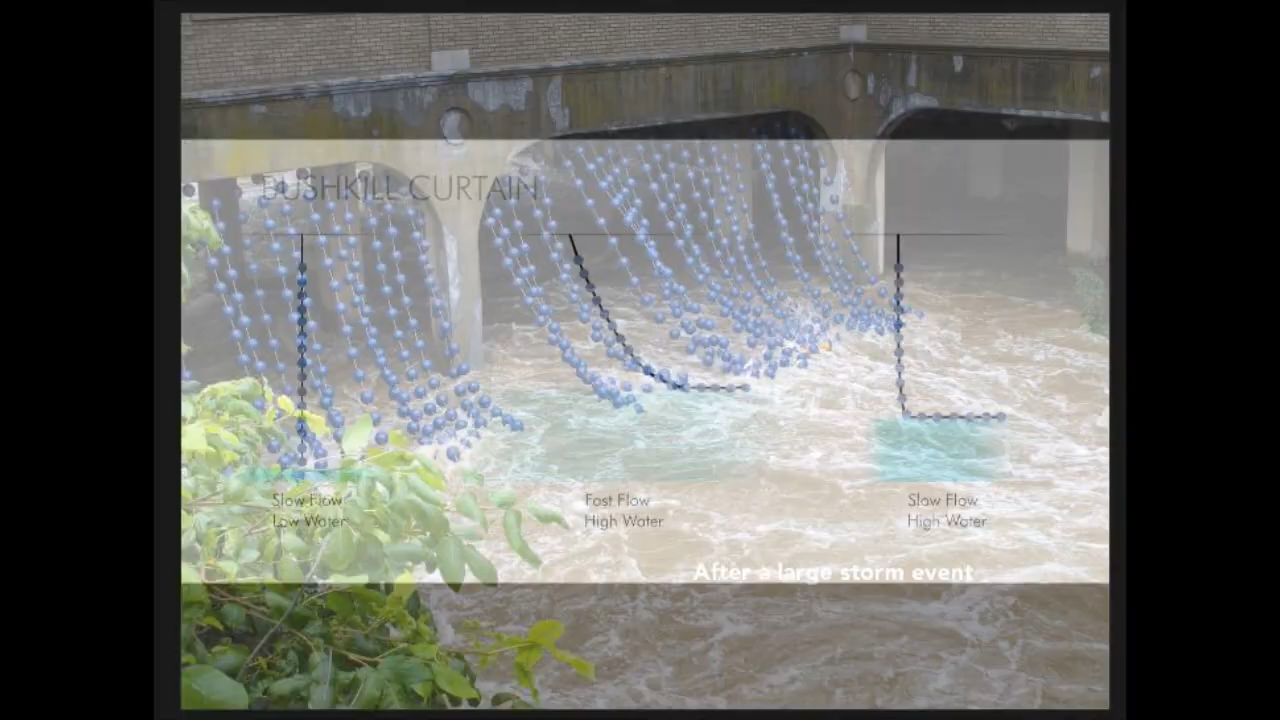 BUSHKILL CURTAIN
Slow Flow
Low Water
Fast Flow
High Water
Slow Flow
High Water
After a large storm event